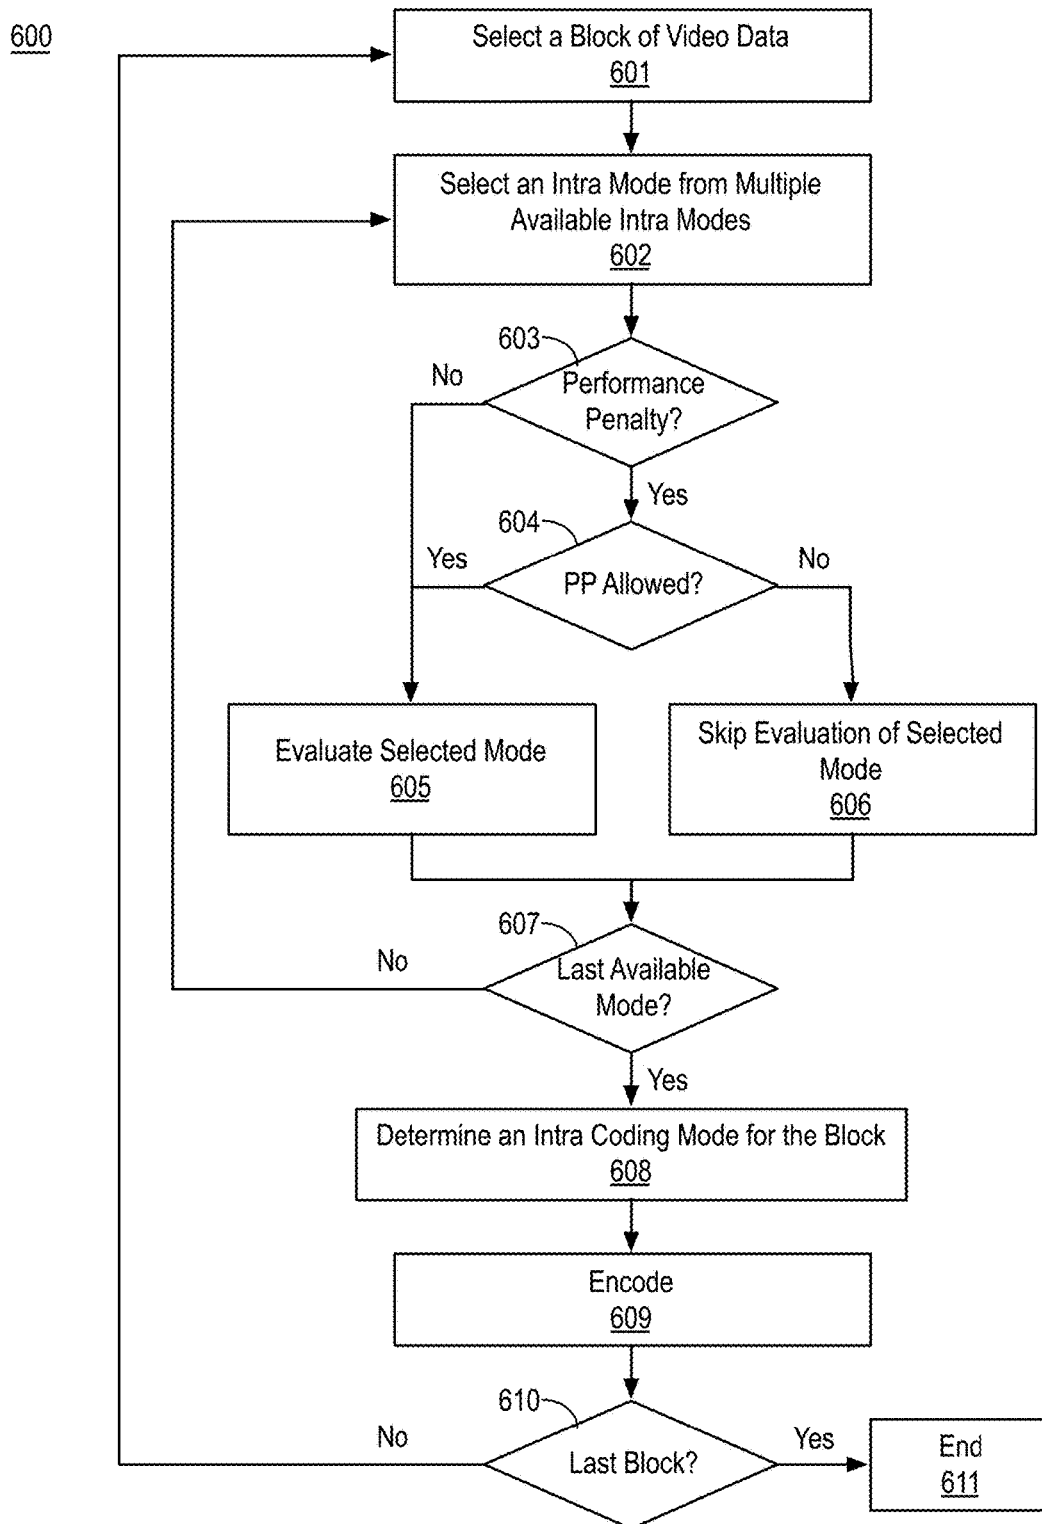 600
Select a Block of Video Data
601
Select an Intra Mode from Multiple
Available Intra Modes
602
603
No
Performance
Penalty?
Yes
604
Yes
PP Allowed?
No
Evaluate Selected Mode
605
Skip Evaluation of Selected
Mode
606
607
No
Last Available
Mode?
Yes
Determine an Intra Coding Mode for the Block
608
Encode
609
610
No
Last Block?
Yes
End
611